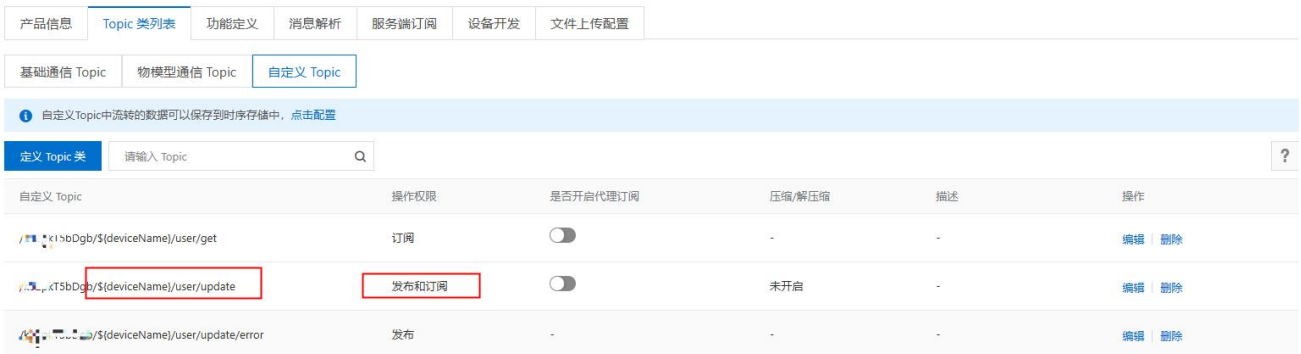 产品信息 Topic 类列表 功能定义 消息解析 服务端订阅 设备开发 文件上传配置
基础通信 Topic 物模型通信 Topic 自定义 Topic
自定义Topic中流转的数据可以保存到时序存储中，点击配置
定义 Topic 类 请输入 Topic ?
自定义 Topic 操作权限 是否开启代理订阅 压缩/解压缩 描述 操作
/${deviceName}/user/get 订阅 - - 编辑 删除
/${deviceName}/user/update 发布和订阅 未开启 - 编辑 删除
/${deviceName}/user/update/error 发布 - - - 编辑 删除